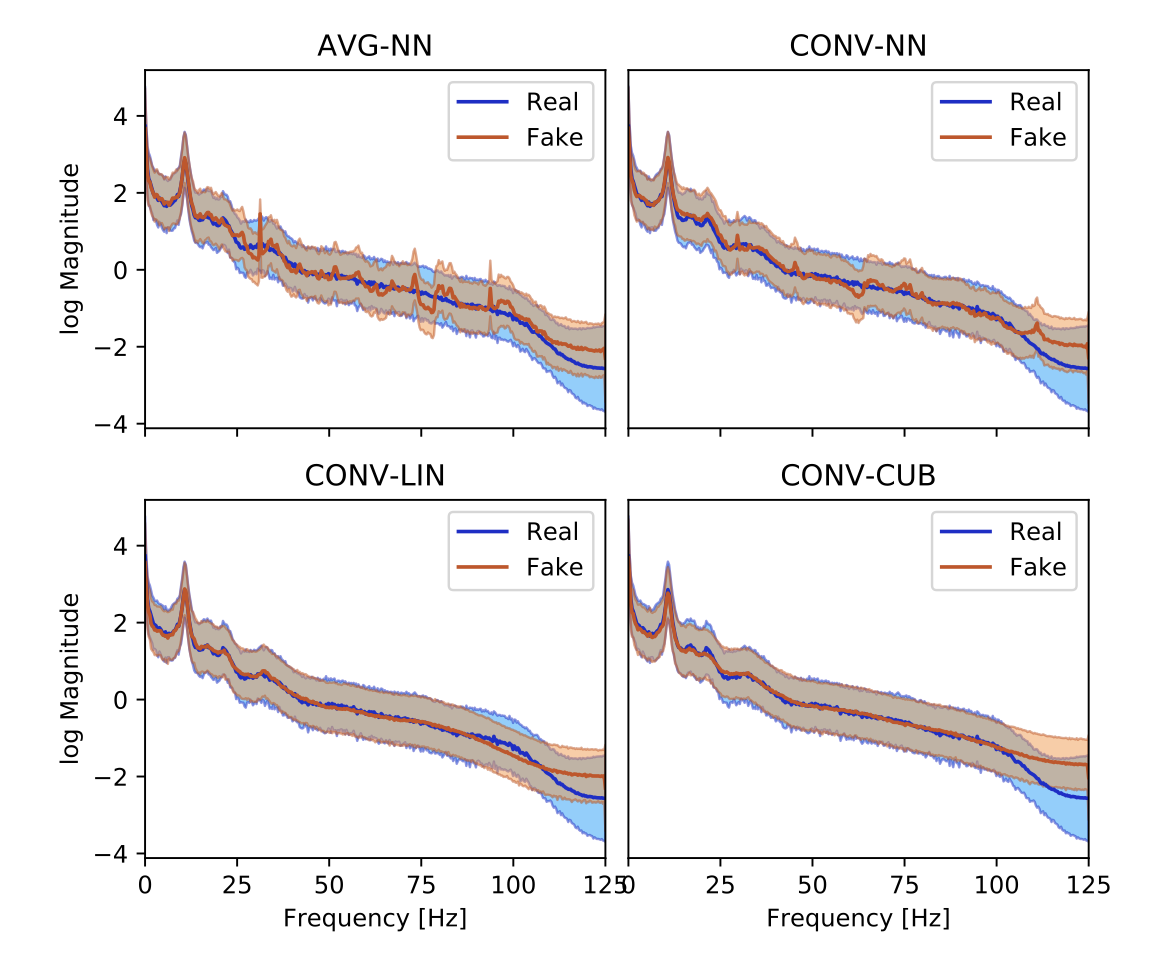 AVG-NN
CONV-NN
Real
Fake
Real
Fake
4
2
0
−2
−4
log Magnitude
CONV-LIN
CONV-CUB
Real
Fake
Real
Fake
4
2
0
−2
−4
log Magnitude
0 25 50 75 100 125
0 25 50 75 100 125
Frequency [Hz]
Frequency [Hz]